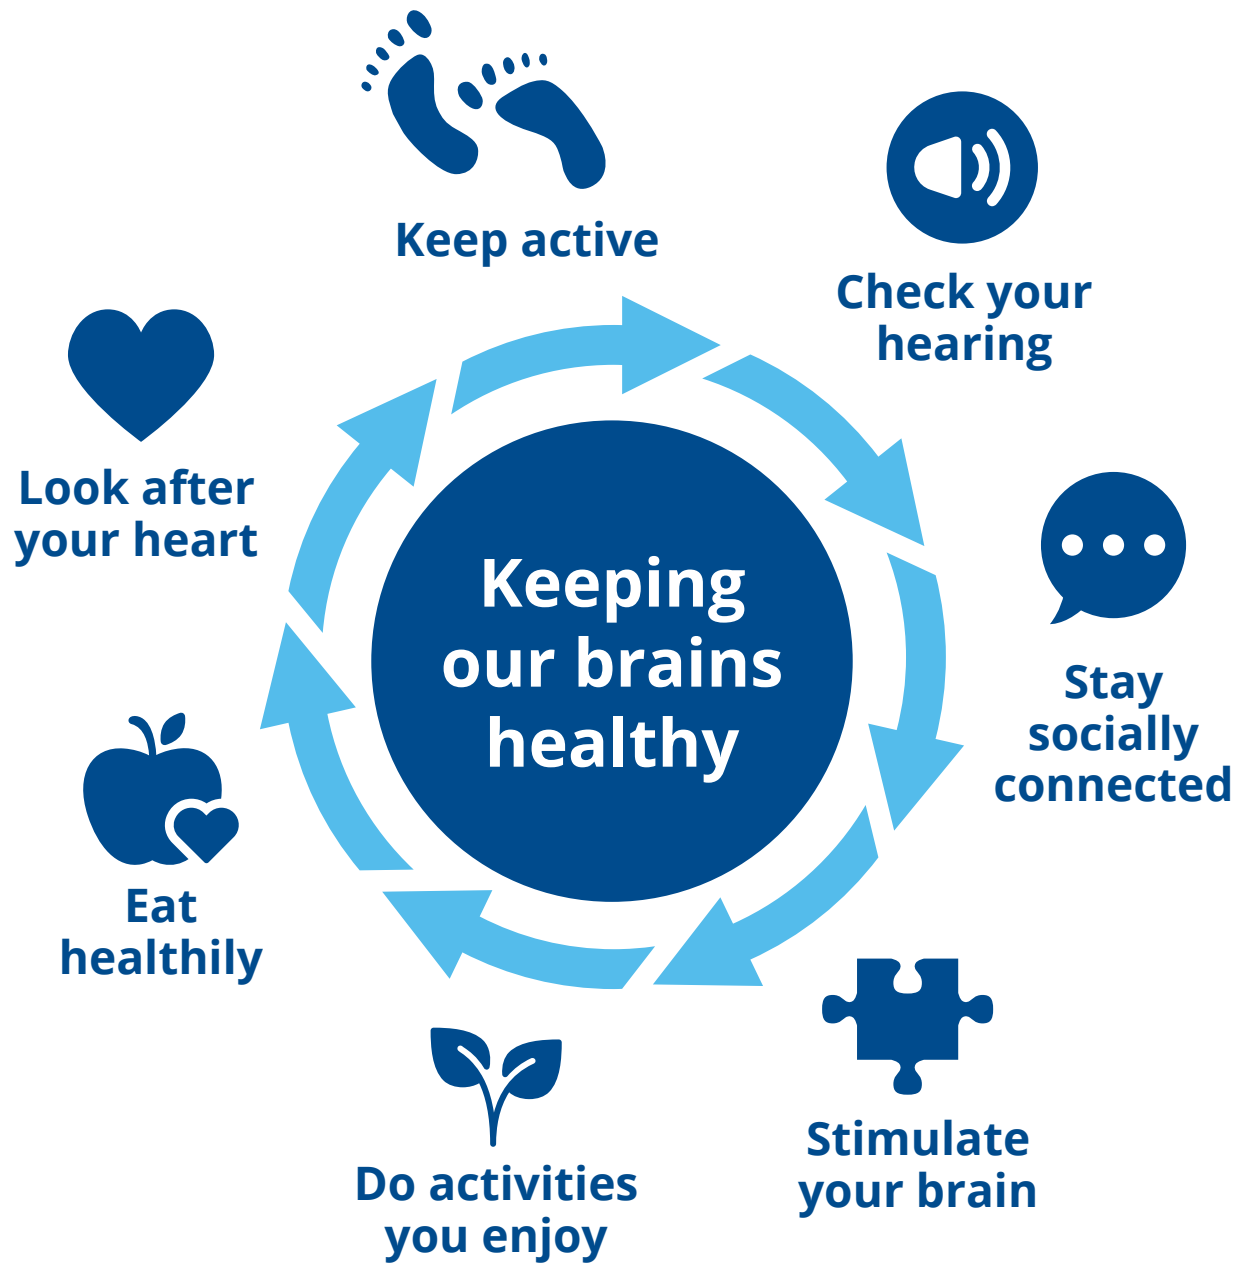 Keep active
Check your
hearing
Look after
your heart
Keeping
our brains
healthy
Stay
socially
connected
Eat
healthily
Stimulate
your brain
Do activities
you enjoy